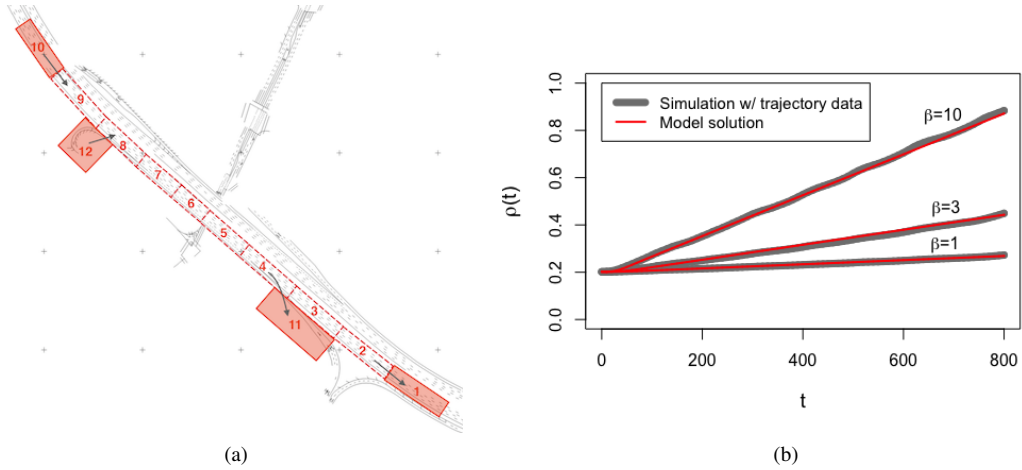 10
9
12
8
7
6
5
4
11
3
2
1
(a)
Simulation w/ trajectory data
Model solution
β=10
β=3
β=1
ρ(t)
0.0
0.2
0.4
0.6
0.8
1.0
0
200
400
600
800
t
(b)